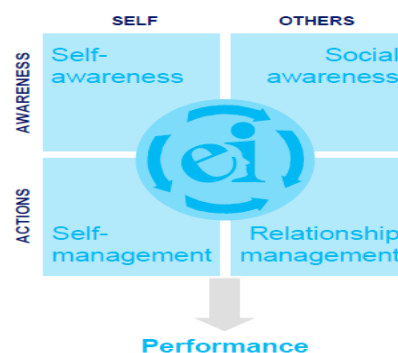 SELF OTHERS
AWARENESS
Self-
awareness
Social
awareness
ei
ACTIONS
Self-
management
Relationship
management
Performance